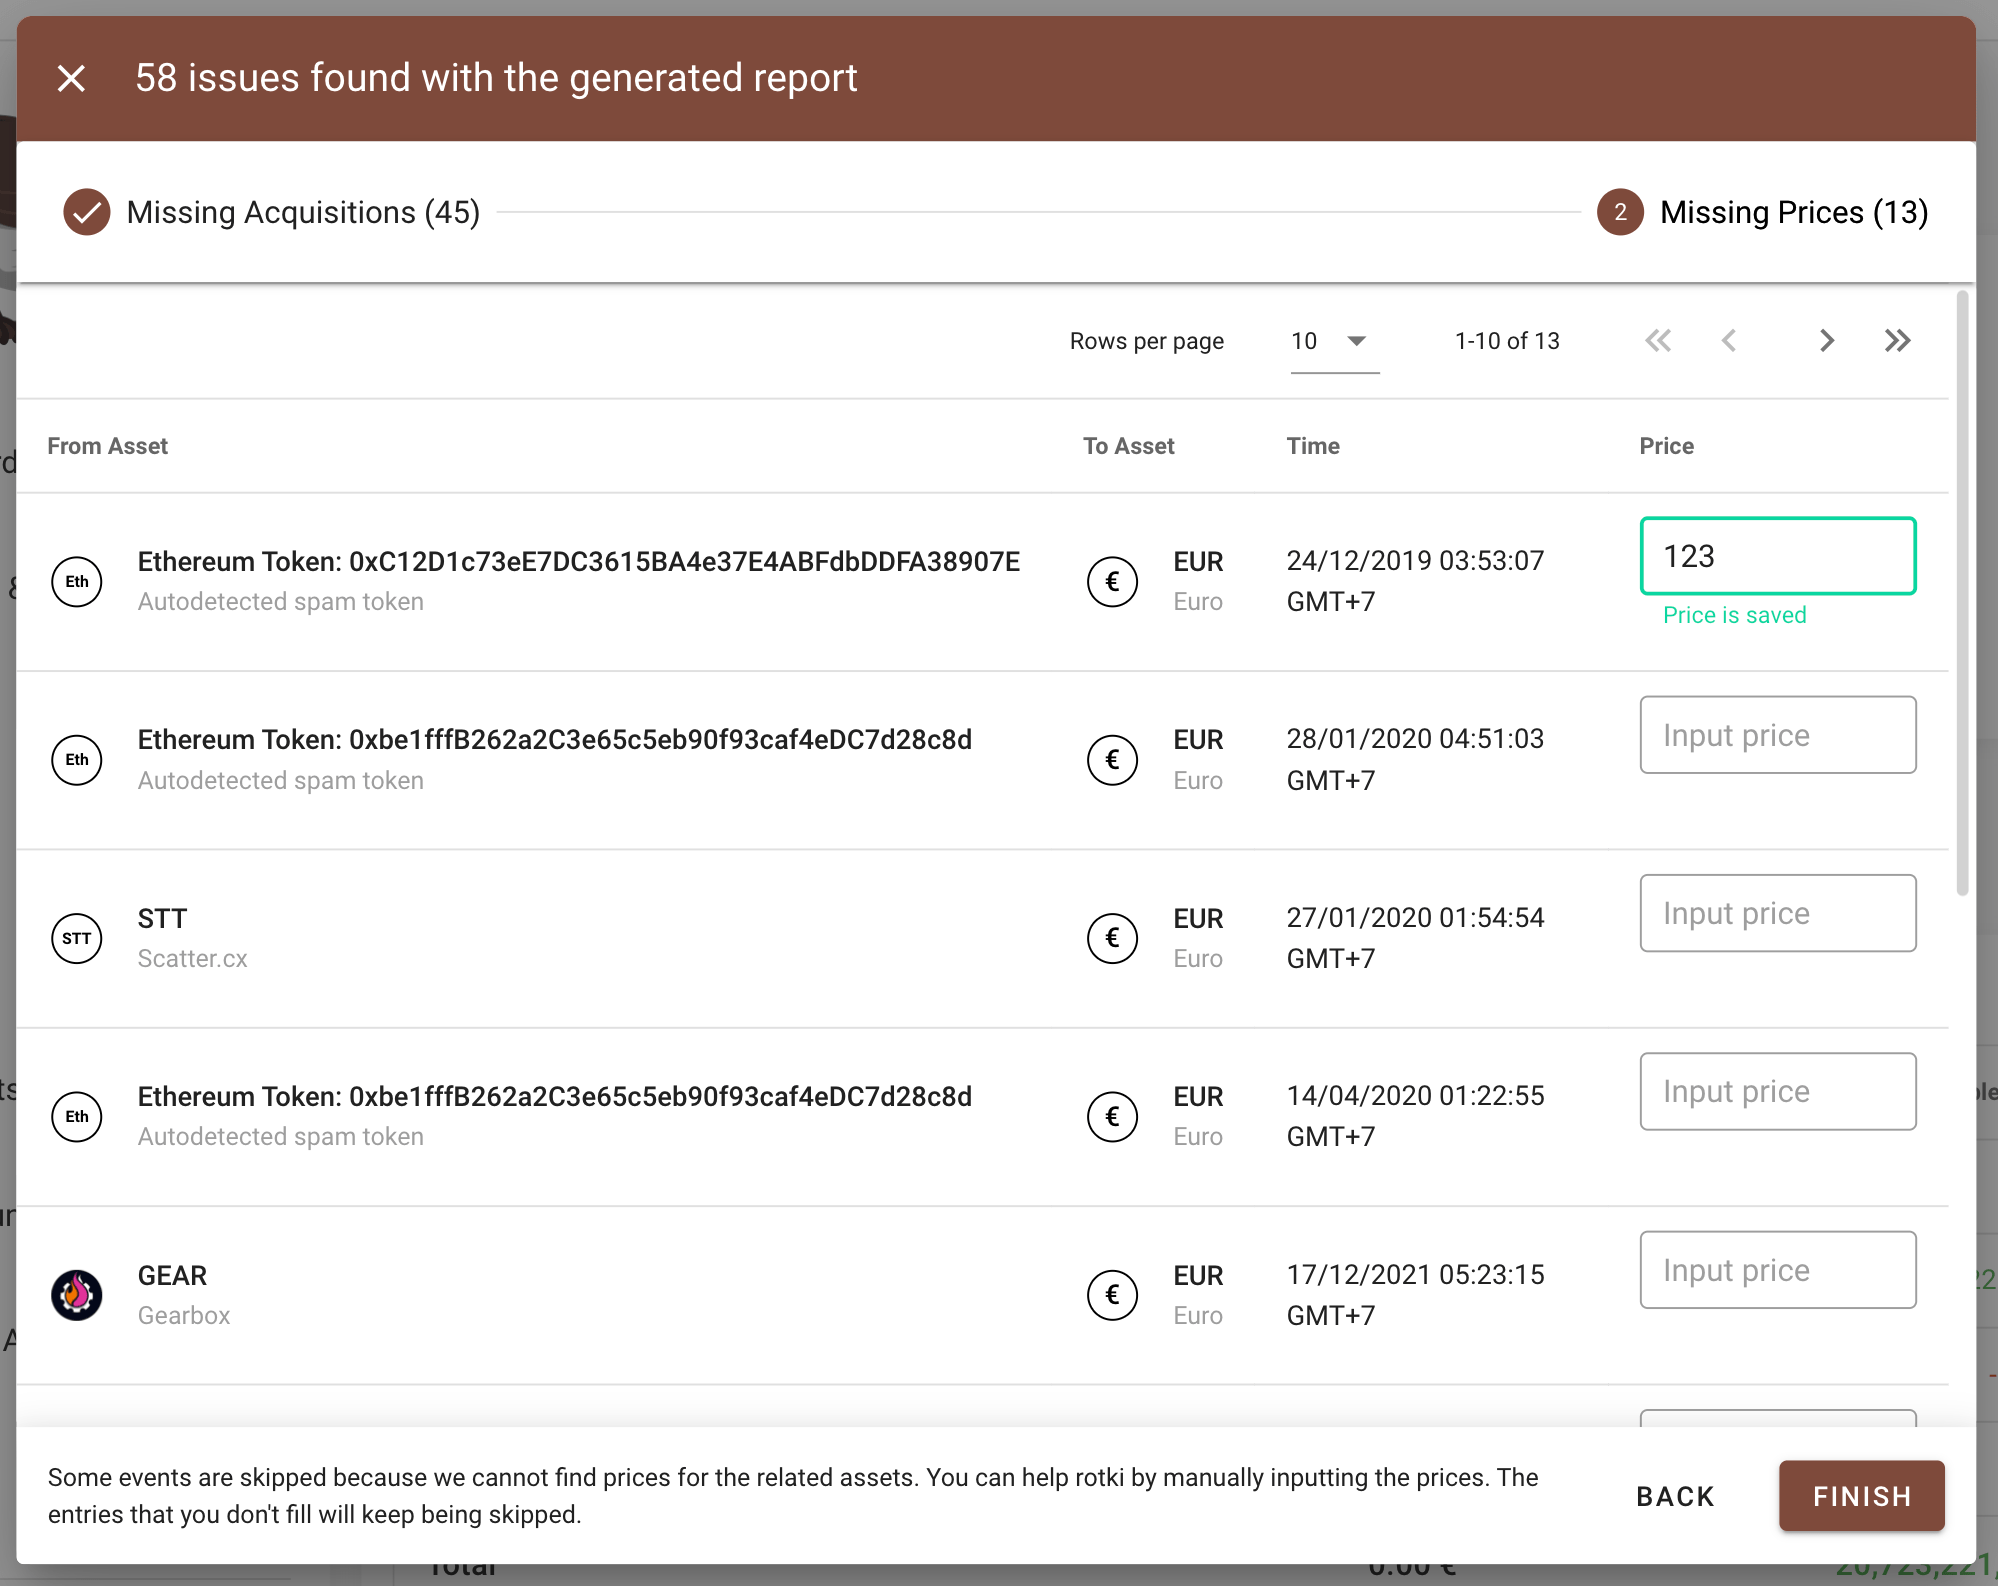 58 issues found with the generated report
Missing Acquisitions (45)
2 Missing Prices (13)
Rows per page 10 1-10 of 13
From Asset To Asset Time Price
Eth Ethereum Token: 0xC12D1c73eE7DC3615BA4e37E4ABFdbDDFA38907E € EUR 24/12/2019 03:53:07 123
Autodetected spam token Euro GMT+7 Price is saved
Eth Ethereum Token: 0xbe1fffB262a2C3e65c5eb90f93caf4eDC7d28c8d € EUR 28/01/2020 04:51:03 Input price
Autodetected spam token Euro GMT+7
STT STT € EUR 27/01/2020 01:54:54 Input price
Scatter.cx Euro GMT+7
Eth Ethereum Token: 0xbe1fffB262a2C3e65c5eb90f93caf4eDC7d28c8d € EUR 14/04/2020 01:22:55 Input price
Autodetected spam token Euro GMT+7
GEAR € EUR 17/12/2021 05:23:15 Input price
Gearbox Euro GMT+7
Some events are skipped because we cannot find prices for the related assets. You can help rotki by manually inputting the prices. The
entries that you don't fill will keep being skipped.
BACK FINISH
Total 0.00 € 20,723,221,